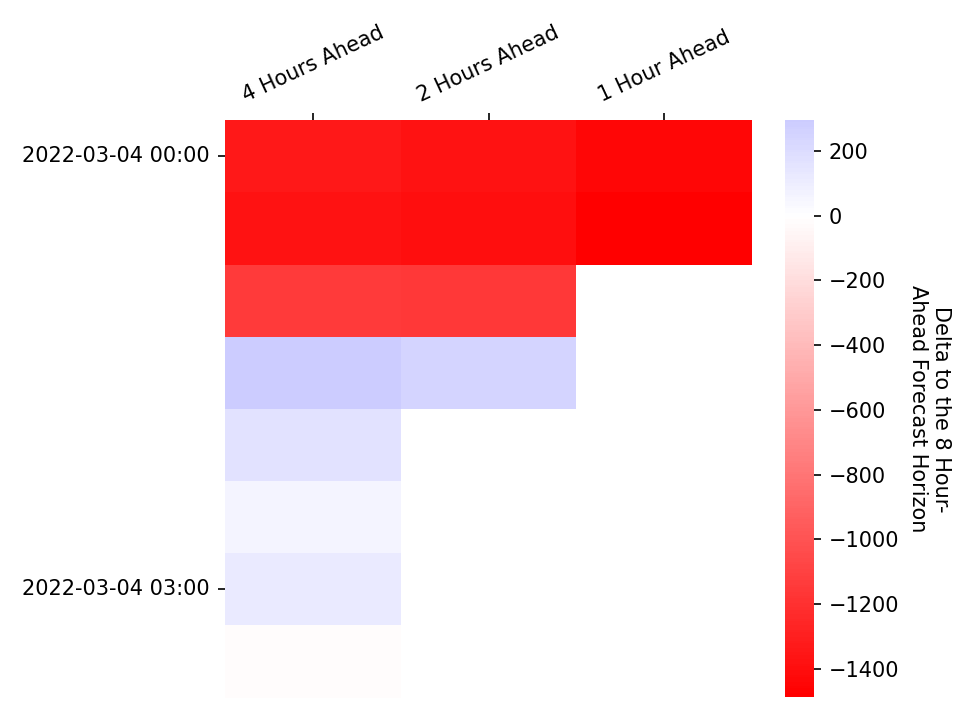 4 Hours Ahead
2 Hours Ahead
1 Hour Ahead
2022-03-04 00:00
2022-03-04 03:00
200
0
−200
−400
−600
−800
−1000
−1200
−1400
Delta to the 8 Hour-
Ahead Forecast Horizon